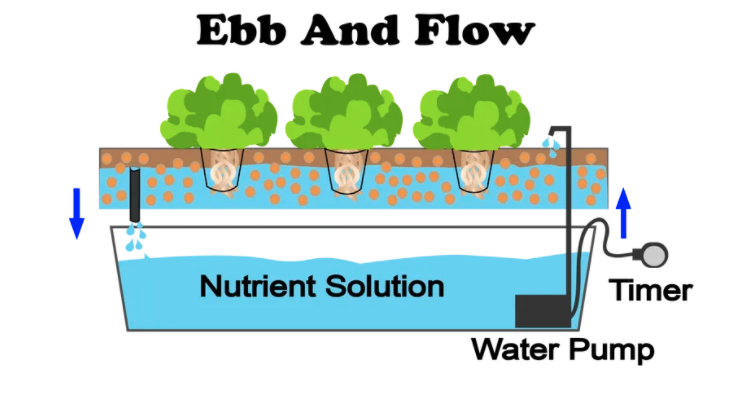 Ebb And Flow
Nutrient Solution
Timer
Water Pump